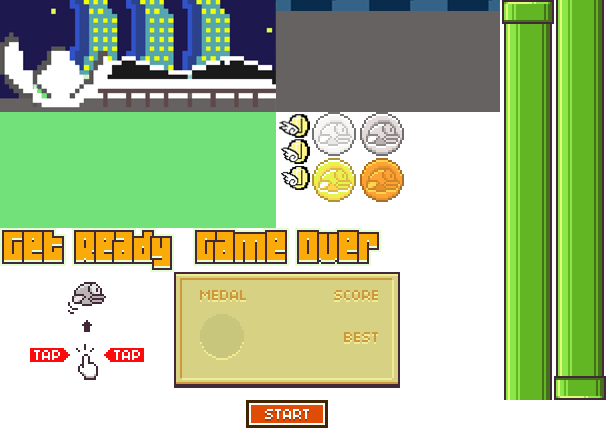 Get Ready Game Over
MEDAL SCORE
BEST
TAP TAP
START